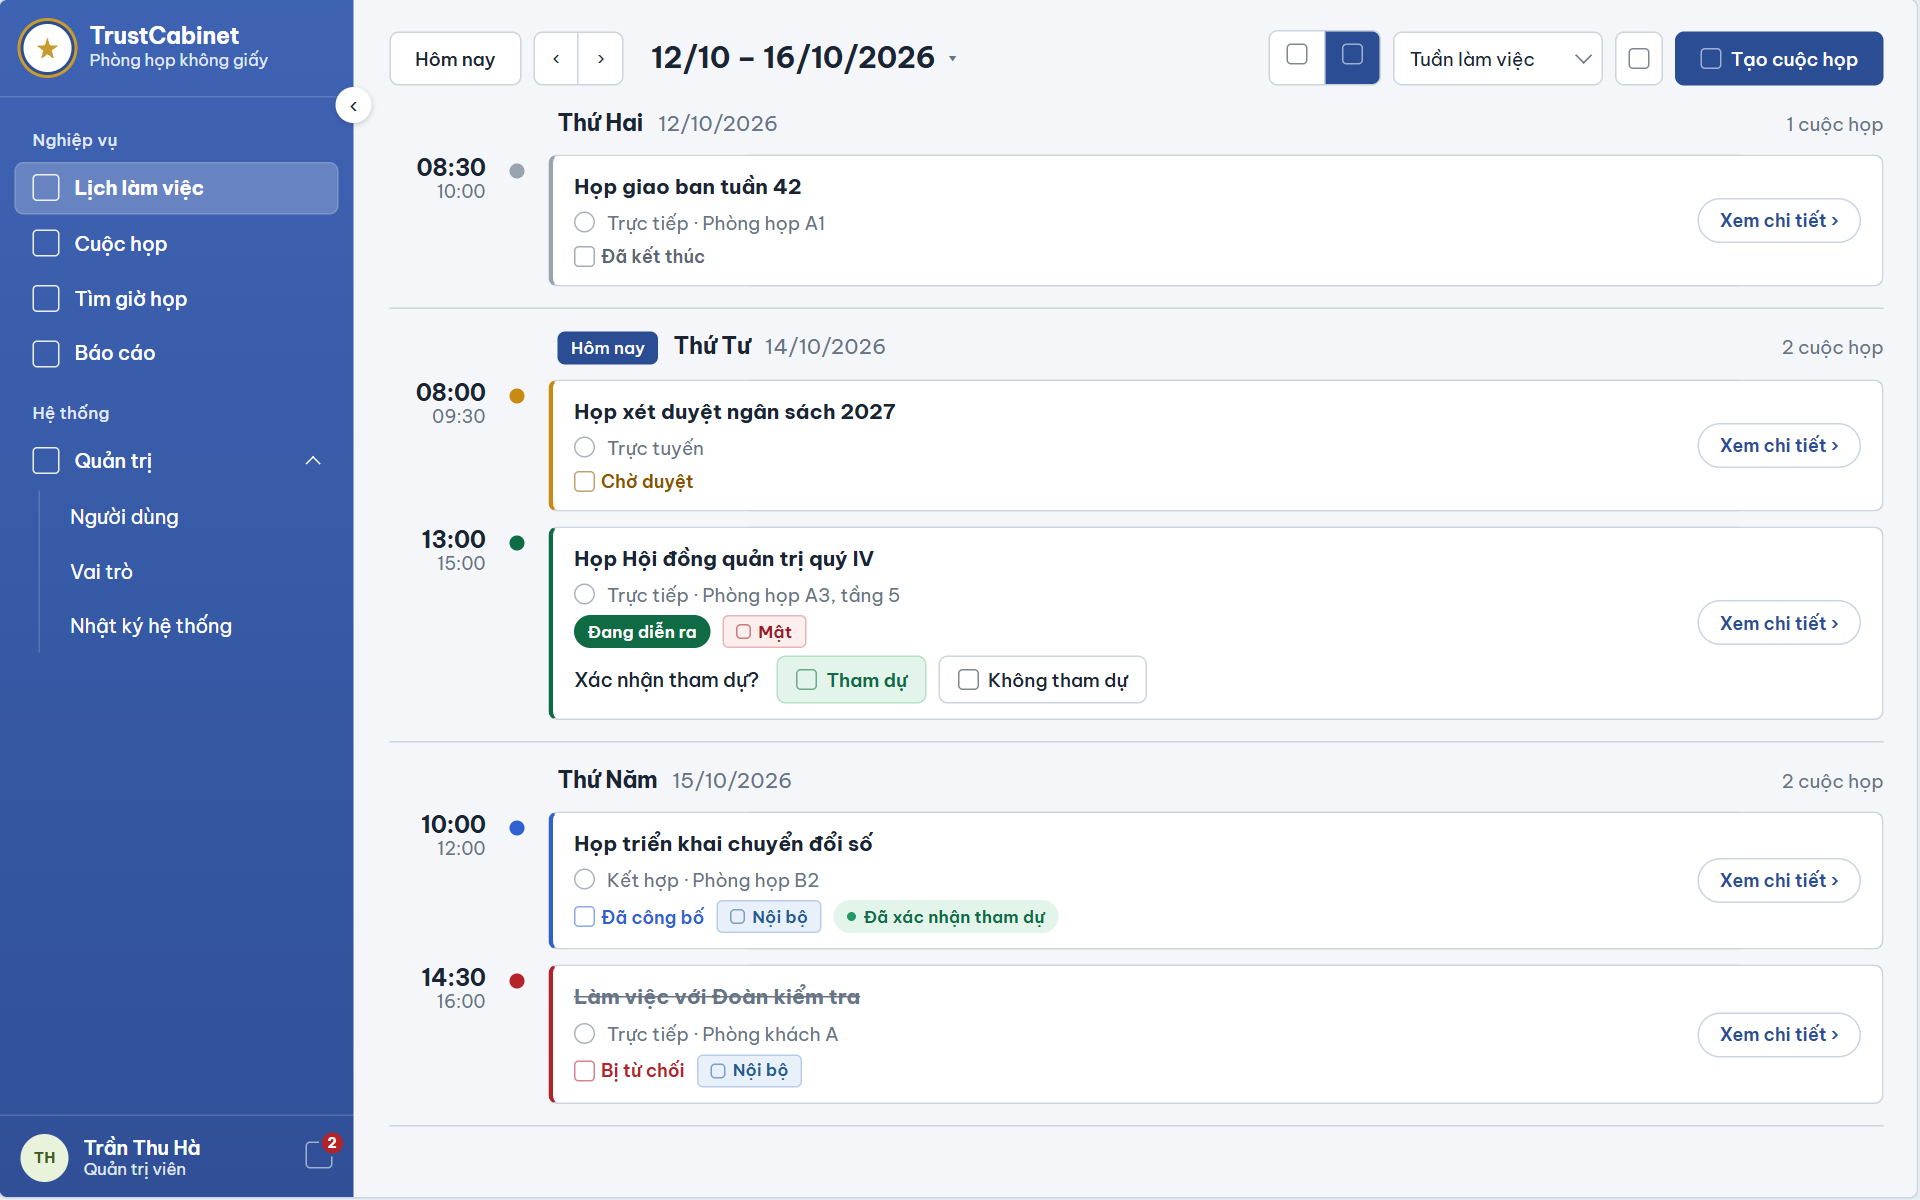 TrustCabinet
Phòng họp không giấy
Nghiệp vụ
Lịch làm việc
Cuộc họp
Tìm giờ họp
Báo cáo
Hệ thống
Quản trị
Người dùng
Vai trò
Nhật ký hệ thống
TH
Trần Thu Hà
Quản trị viên
2
Hôm nay
12/10 – 16/10/2026
Tuần làm việc
Tạo cuộc họp
Thứ Hai 12/10/2026
1 cuộc họp
08:30
10:00
Họp giao ban tuần 42
Trực tiếp · Phòng họp A1
Đã kết thúc
Xem chi tiết ›
Hôm nay Thứ Tư 14/10/2026
2 cuộc họp
08:00
09:30
Họp xét duyệt ngân sách 2027
Trực tuyến
Chờ duyệt
Xem chi tiết ›
13:00
15:00
Họp Hội đồng quản trị quý IV
Trực tiếp · Phòng họp A3, tầng 5
Đang diễn ra Mật
Xác nhận tham dự? Tham dự Không tham dự
Xem chi tiết ›
Thứ Năm 15/10/2026
2 cuộc họp
10:00
12:00
Họp triển khai chuyển đổi số
Kết hợp · Phòng họp B2
Đã công bố Nội bộ Đã xác nhận tham dự
Xem chi tiết ›
14:30
16:00
Làm việc với Đoàn kiểm tra
Trực tiếp · Phòng khách A
Bị từ chối Nội bộ
Xem chi tiết ›